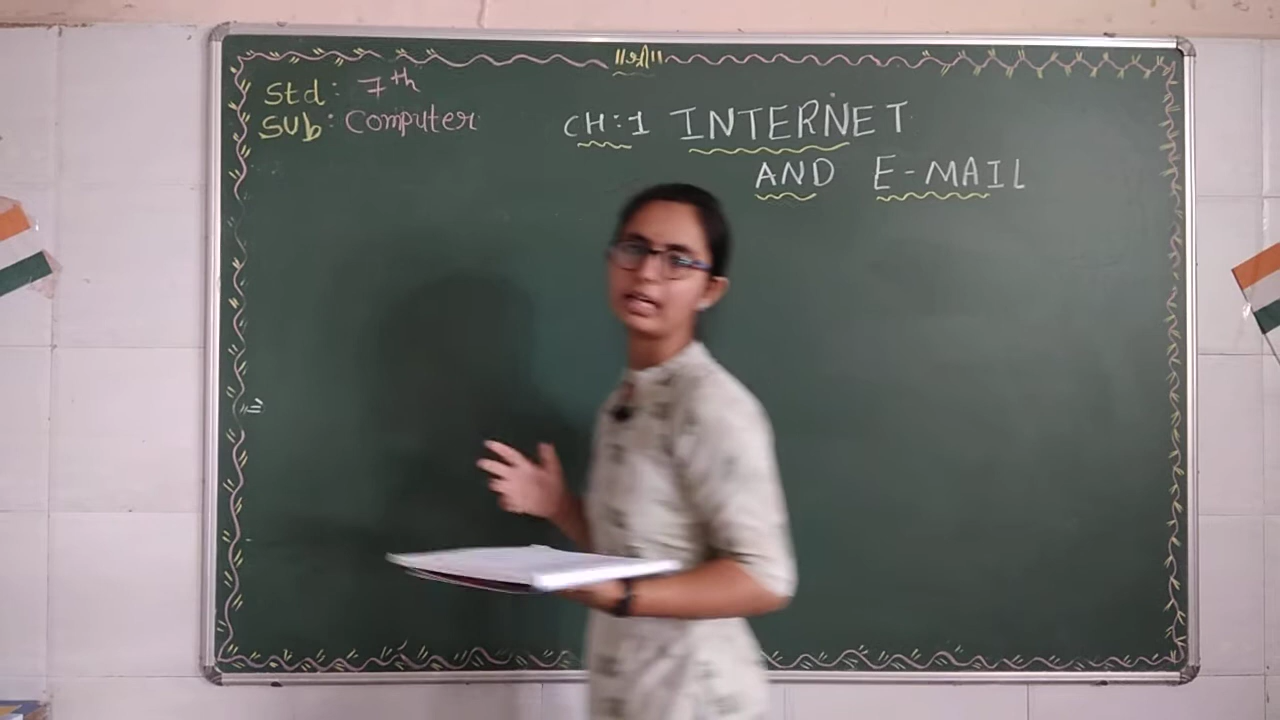 ॥श्री॥
Std: 7th
Sub: Computer
CH:1 INTERNET
AND E-MAIL